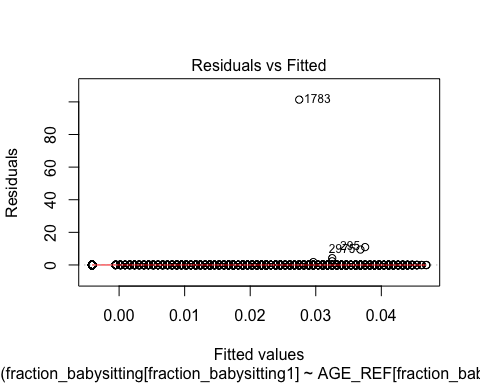 Residuals vs Fitted
1783
295
2975
Residuals
0
20
40
60
80
0.00 0.01 0.02 0.03 0.04
Fitted values
(fraction_babysitting[fraction_babysitting1] ~ AGE_REF[fraction_bab